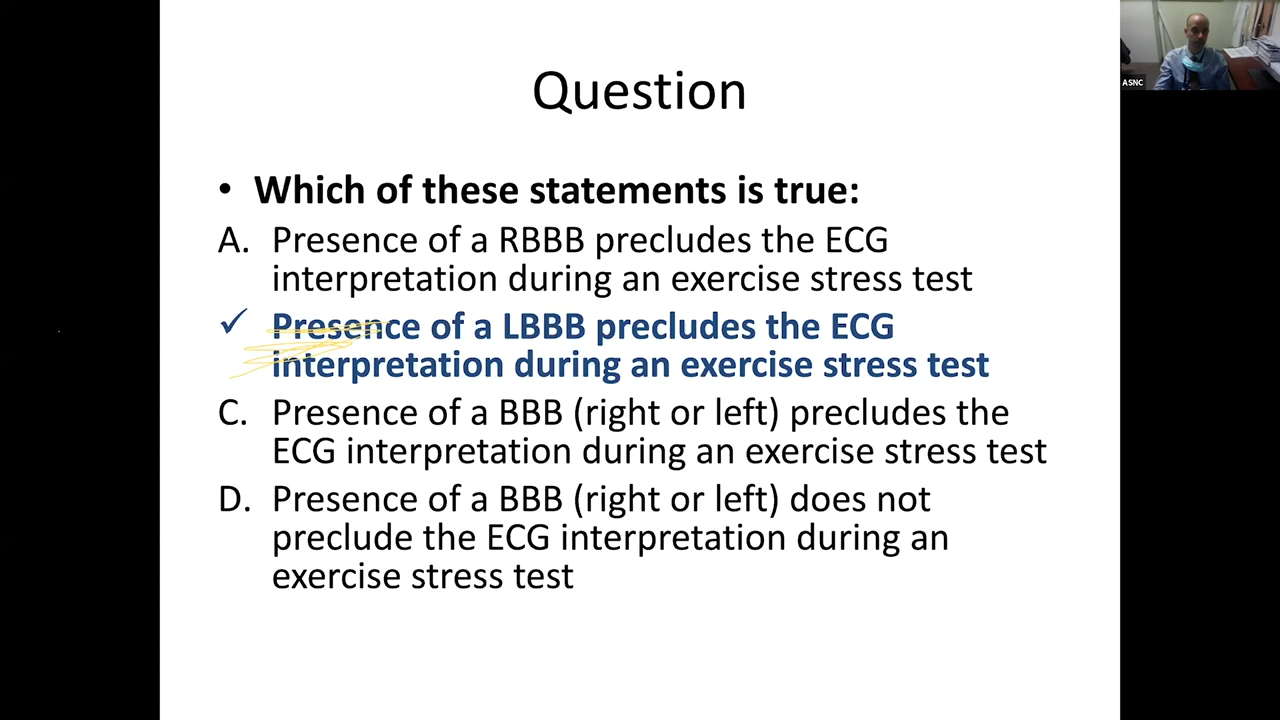 Question
• Which of these statements is true:
A. Presence of a RBBB precludes the ECG
interpretation during an exercise stress test
✓ Presence of a LBBB precludes the ECG
interpretation during an exercise stress test
C. Presence of a BBB (right or left) precludes the
ECG interpretation during an exercise stress test
D. Presence of a BBB (right or left) does not
preclude the ECG interpretation during an
exercise stress test
ASNC